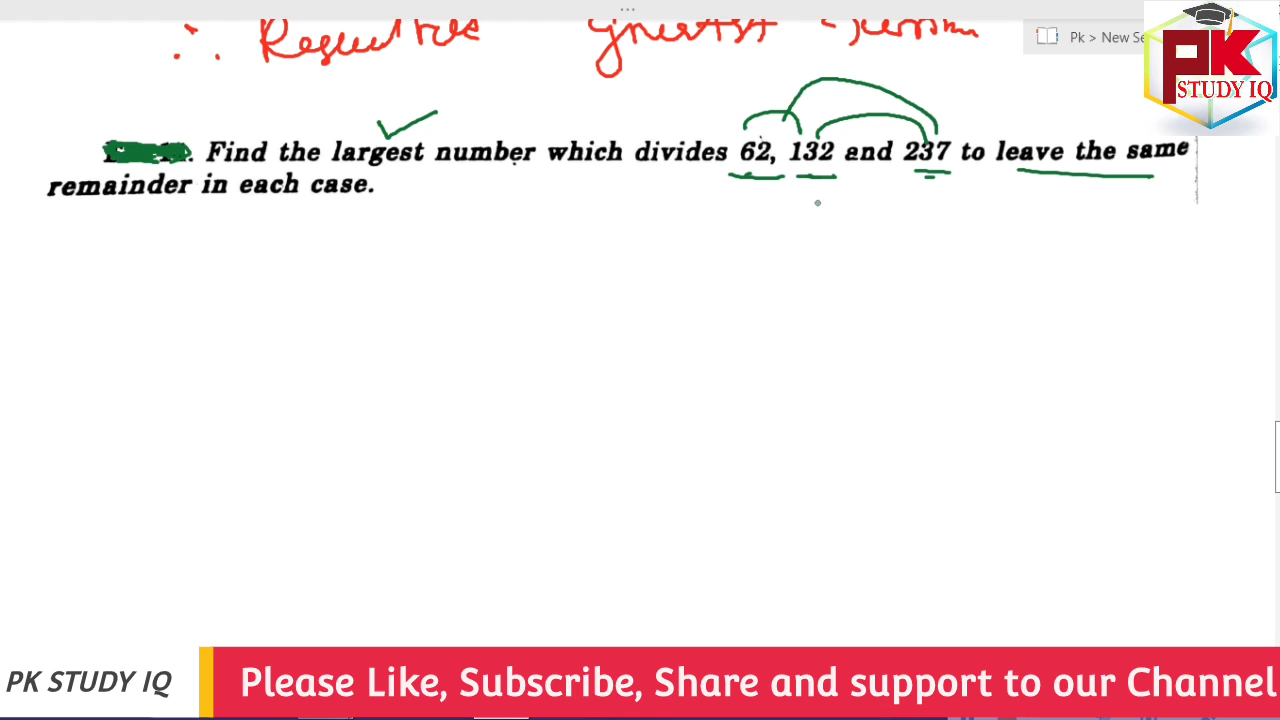 Pk > New Se
PK
STUDY IQ
Find the largest number which divides 62, 132 and 237 to leave the same
remainder in each case.
PK STUDY IQ
Please Like, Subscribe, Share and support to our Channel